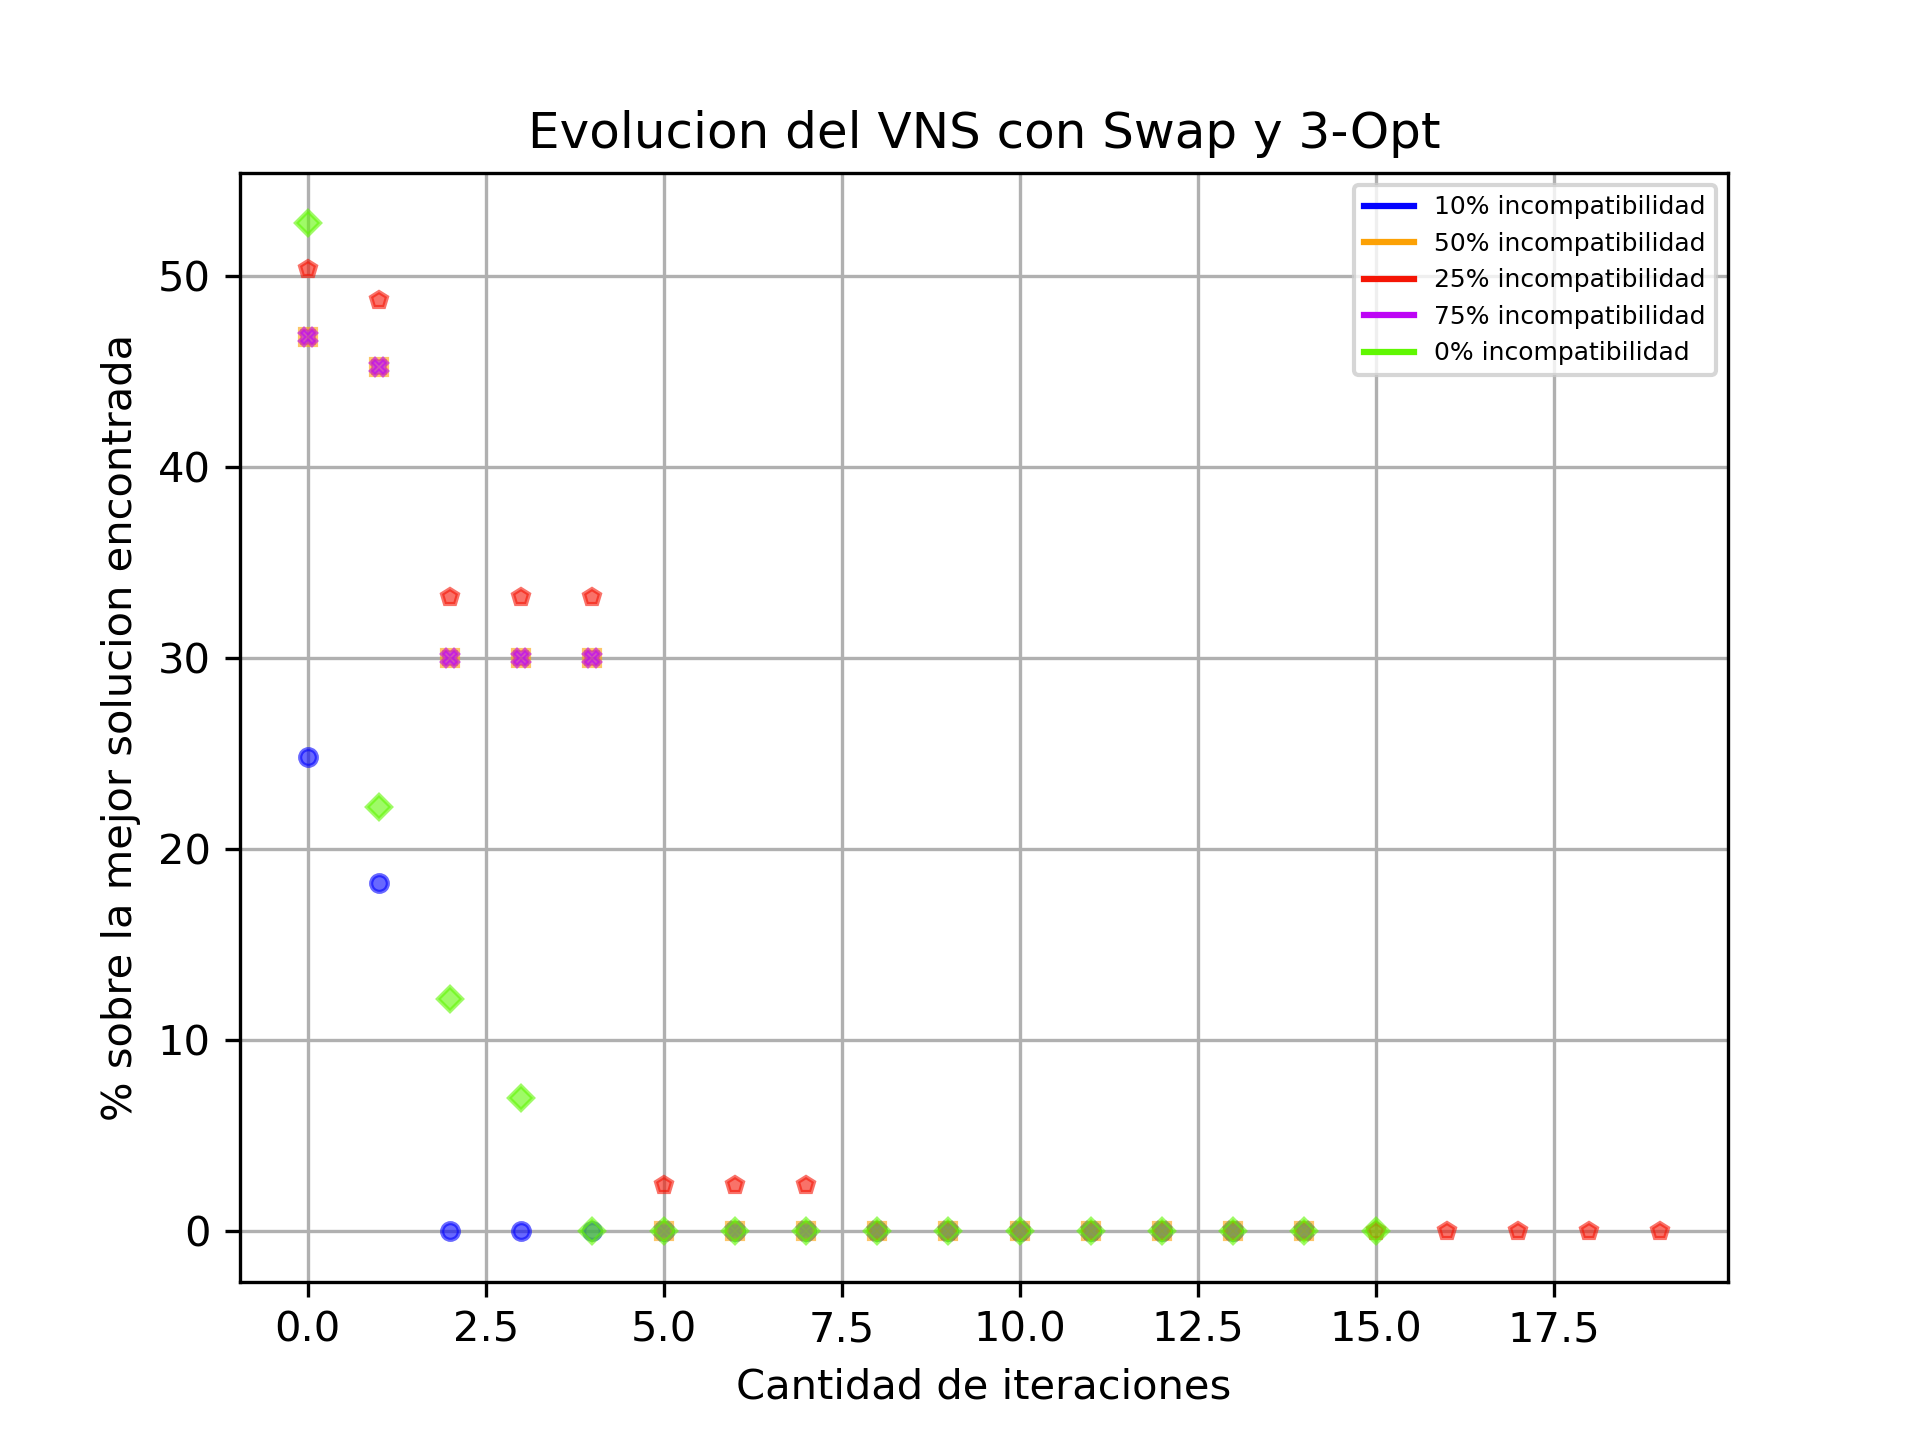 Evolucion del VNS con Swap y 3-Opt
10% incompatibilidad
50% incompatibilidad
25% incompatibilidad
75% incompatibilidad
0% incompatibilidad
% sobre la mejor solucion encontrada
50
40
30
20
10
0
0.0 2.5 5.0 7.5 10.0 12.5 15.0 17.5
Cantidad de iteraciones